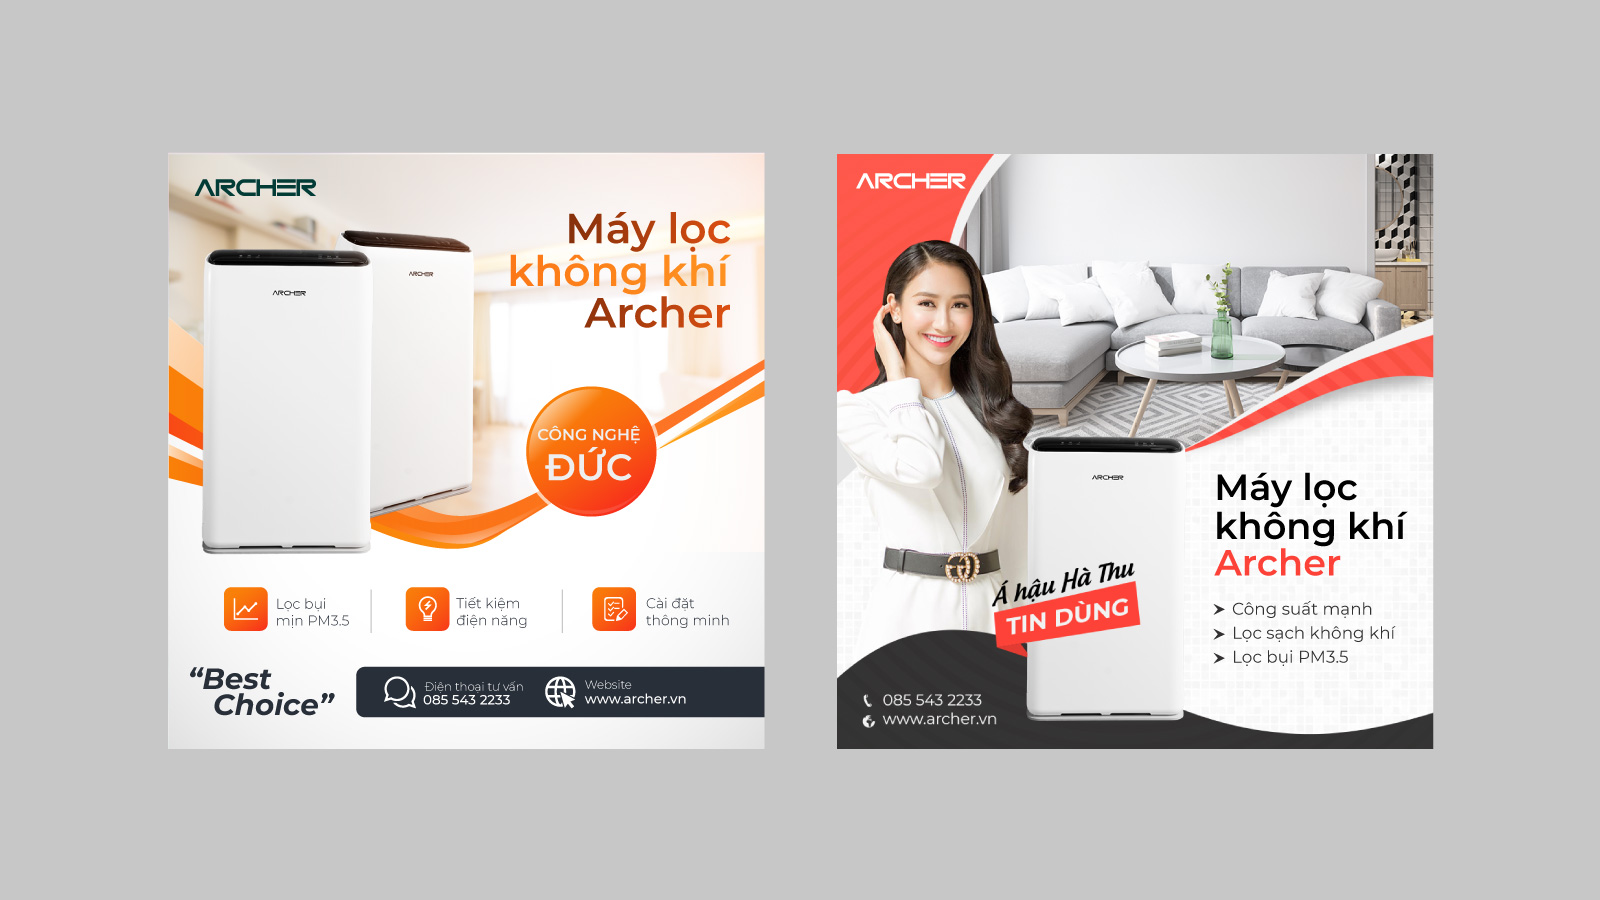 ARCHER
Máy lọc
không khí
Archer
ARCHER
ARCHER
CÔNG NGHỆ
ĐỨC
Lọc bụi
mịn PM3.5
Tiết kiệm
điện năng
Cài đặt
thông minh
“Best
Choice”
Điện thoại tư vấn
085 543 2233
Website
www.archer.vn
ARCHER
ARCHER
Máy lọc
không khí
Archer
Á hậu Hà Thu
TIN DÙNG
Công suất mạnh
Lọc sạch không khí
Lọc bụi PM3.5
085 543 2233
www.archer.vn